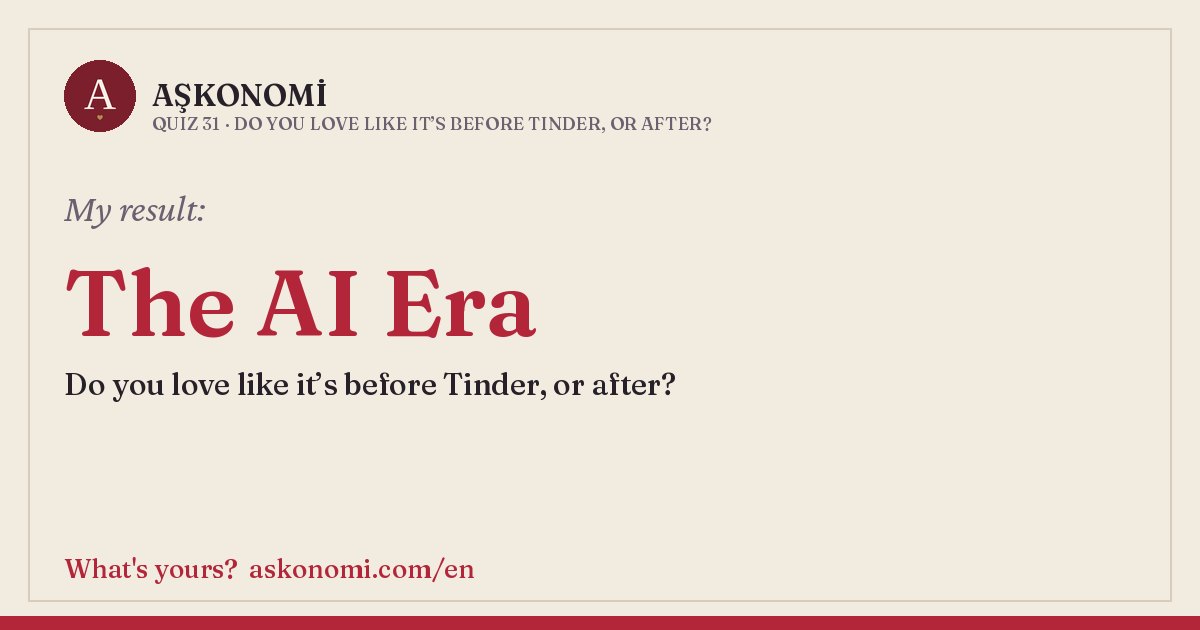 A
AŞKONOMİ
QUIZ 31 · DO YOU LOVE LIKE IT’S BEFORE TINDER, OR AFTER?
My result:
The AI Era
Do you love like it’s before Tinder, or after?
What's yours? askonomi.com/en